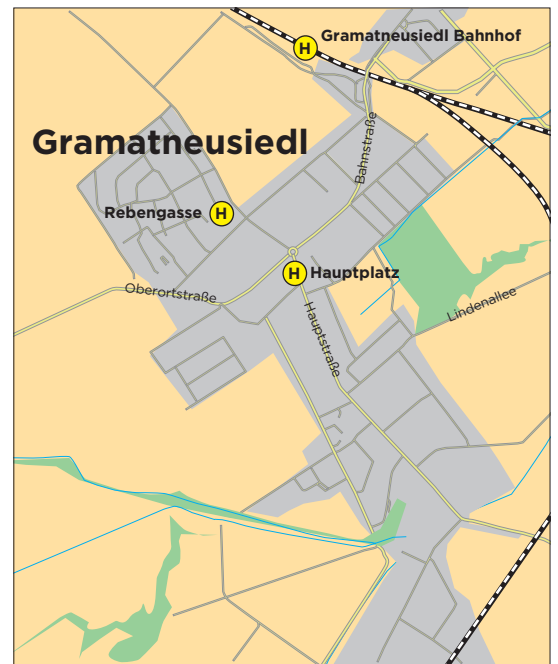 H Gramatneusiedl Bahnhof
Gramatneusiedl
Bahnstraße
Rebengasse H
H Hauptplatz
Oberortstraße
Hauptstraße
Lindenallee